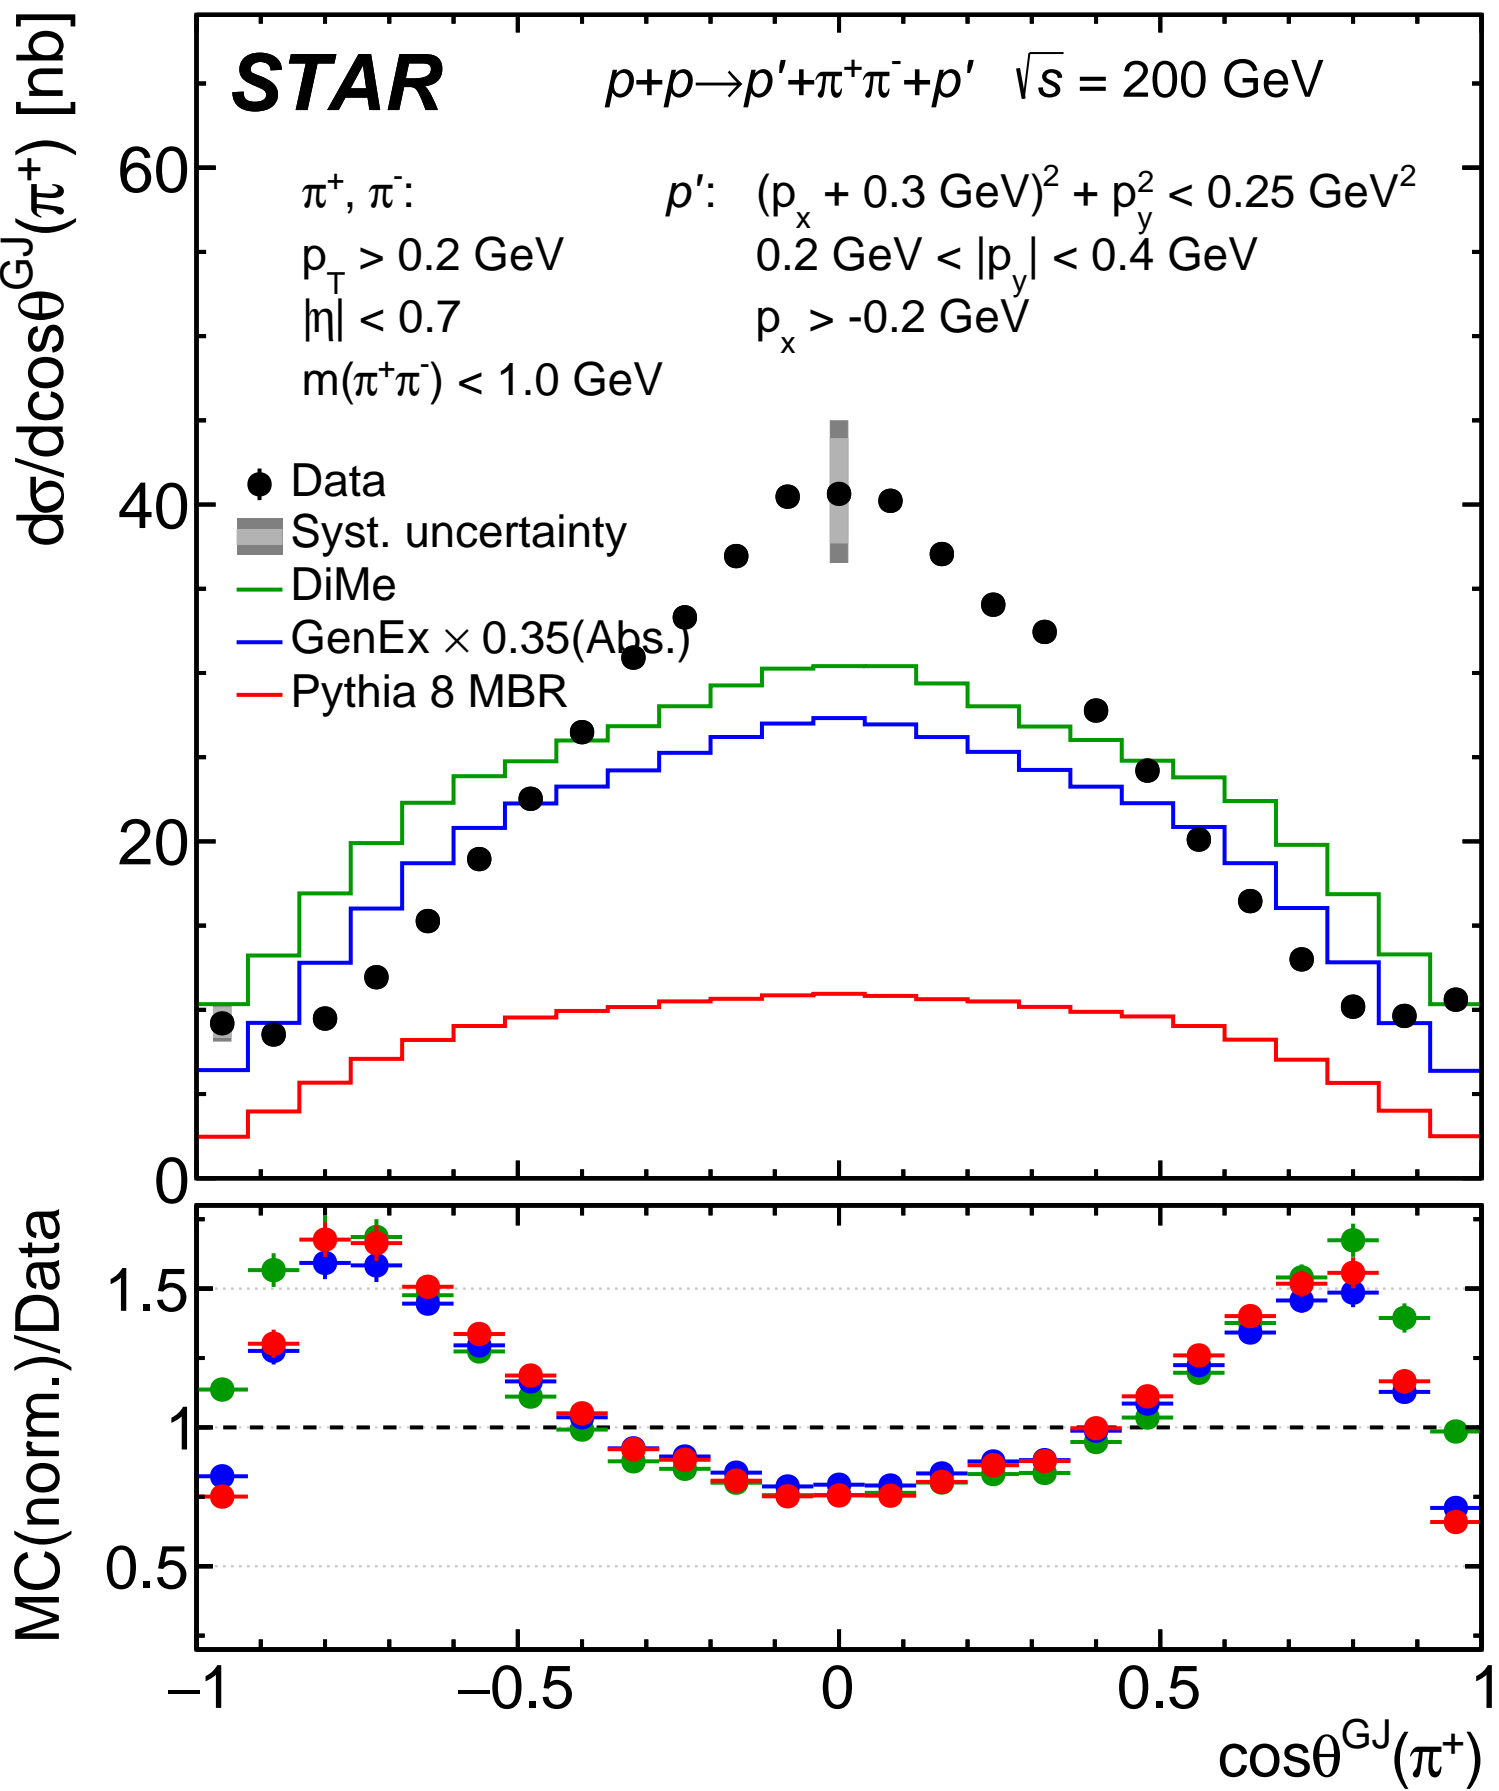 STAR p+p→p′+π⁺π⁻+p′ √s = 200 GeV
π⁺, π⁻: p′: (pₓ + 0.3 GeV)² + p_y² < 0.25 GeV²
p_T > 0.2 GeV 0.2 GeV < |p_y| < 0.4 GeV
|η| < 0.7 pₓ > -0.2 GeV
m(π⁺π⁻) < 1.0 GeV
Data
Syst. uncertainty
DiMe
GenEx × 0.35(Abs.)
Pythia 8 MBR
dσ/dcosθ^GJ(π⁺) [nb]
60
40
20
0
MC(norm.)/Data
1.5
1
0.5
−1 −0.5 0 0.5 1
cosθ^GJ(π⁺)